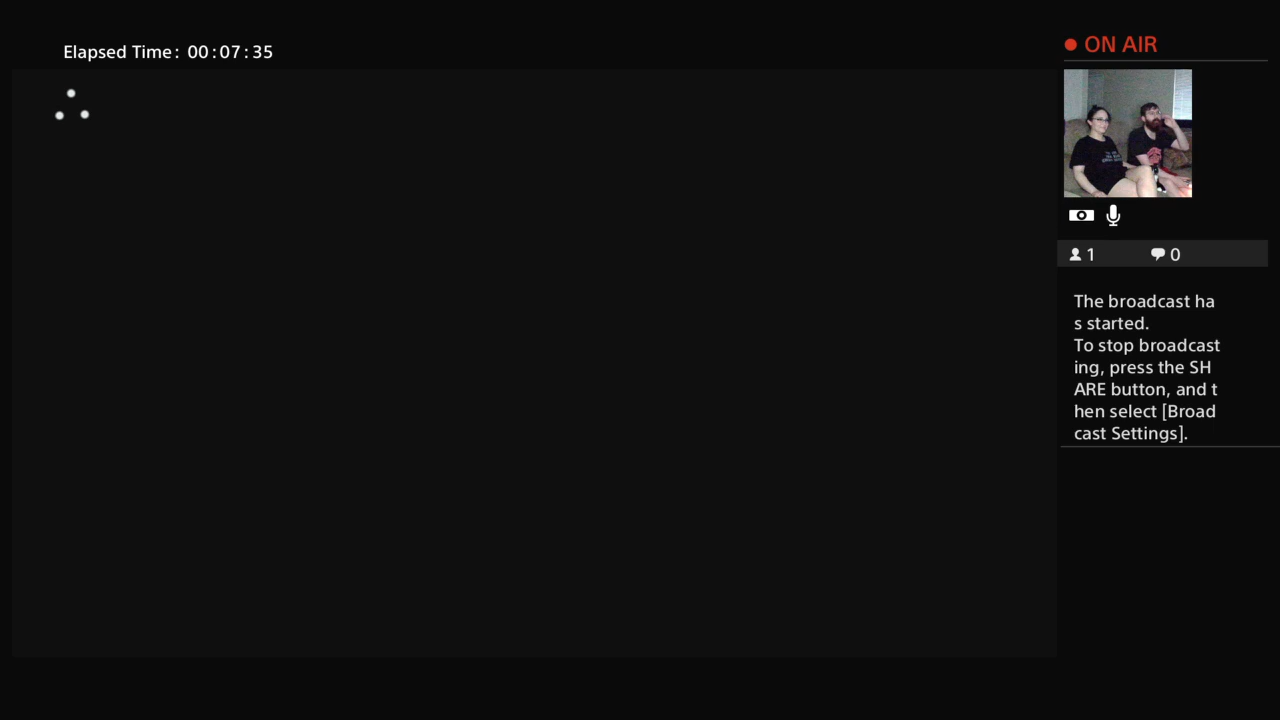 Elapsed Time: 00:07:35
ON AIR
1 0
The broadcast ha
s started.
To stop broadcast
ing, press the SH
ARE button, and t
hen select [Broad
cast Settings].